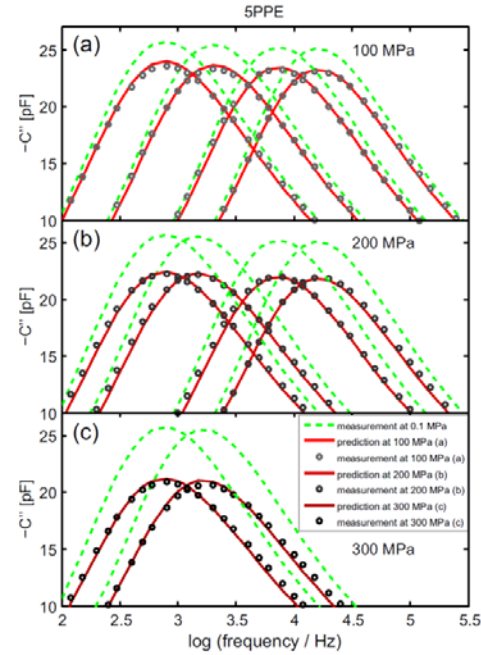 5PPE
(a)
100 MPa
25
20
15
10
−C'' [pF]
(b)
200 MPa
25
20
15
10
−C'' [pF]
(c)
measurement at 0.1 MPa
prediction at 100 MPa (a)
measurement at 100 MPa (a)
prediction at 200 MPa (b)
measurement at 200 MPa (b)
prediction at 300 MPa (c)
measurement at 300 MPa (c)
300 MPa
25
20
15
10
−C'' [pF]
2 2.5 3 3.5 4 4.5 5 5.5
log (frequency / Hz)